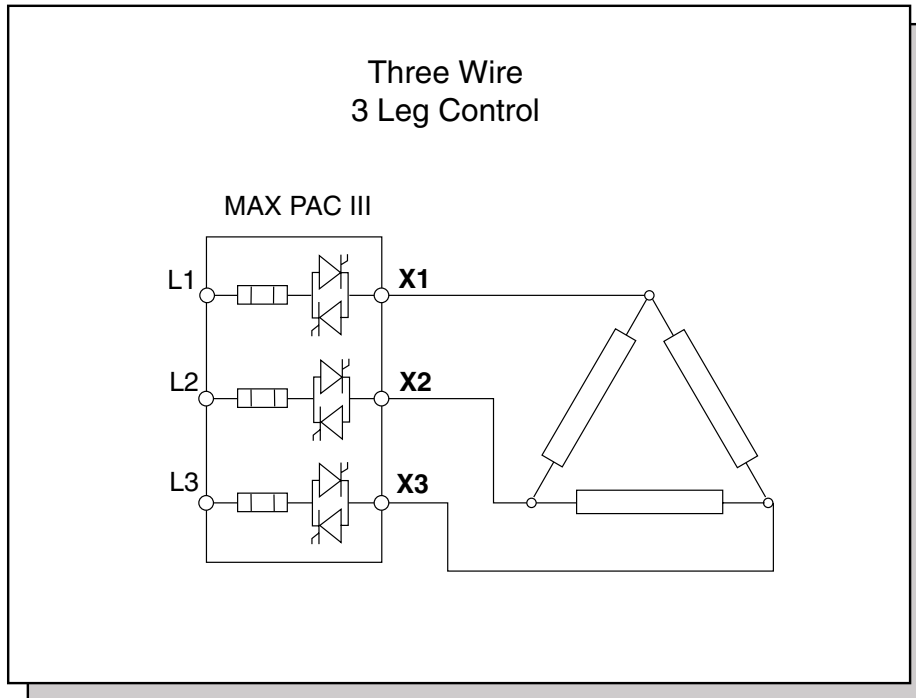 Three Wire
3 Leg Control
MAX PAC III
L1
X1
L2
X2
L3
X3